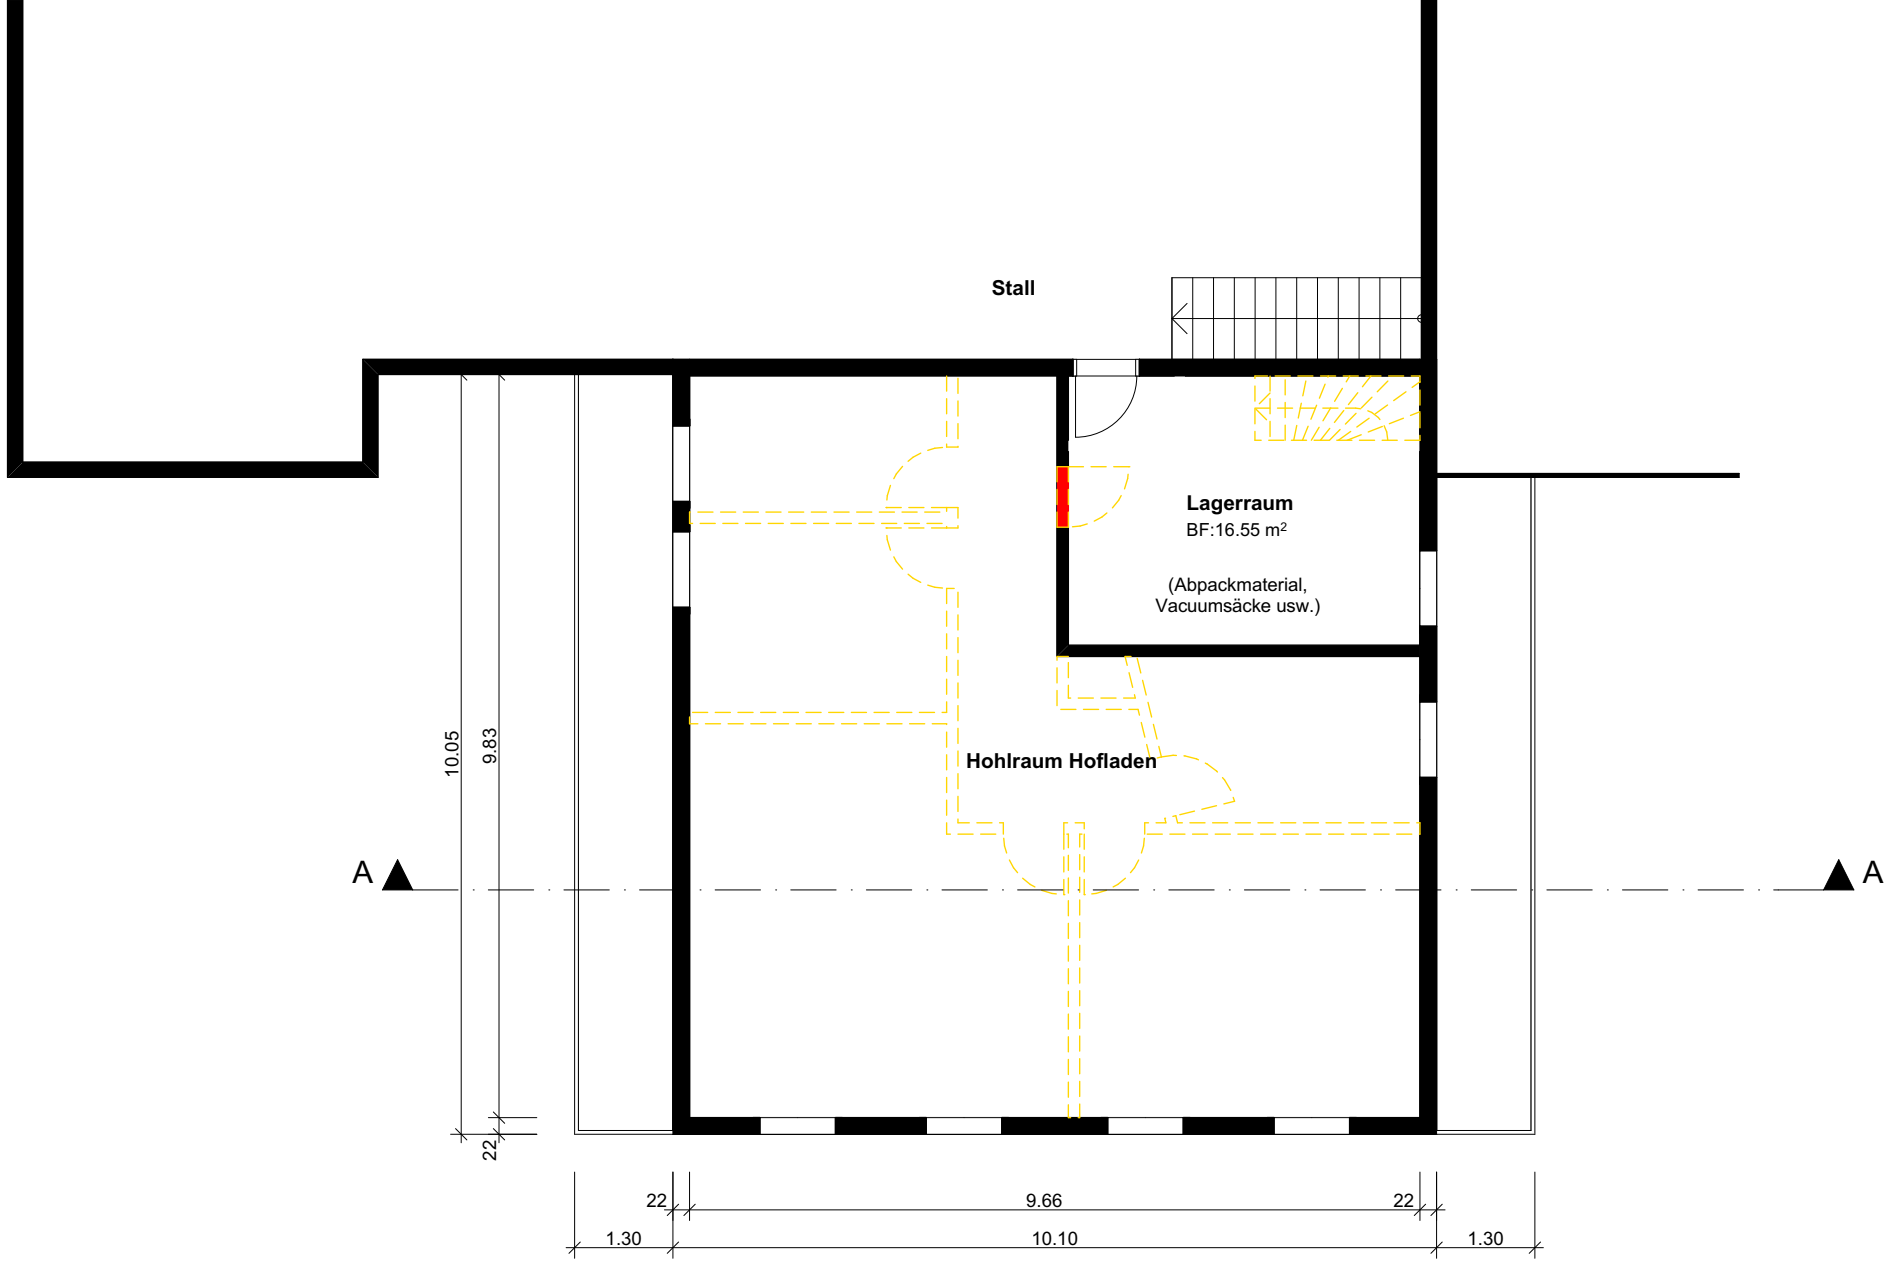 Stall
Lagerraum
BF:16.55 m²
(Abpackmaterial,
Vacuumsäcke usw.)
10.05
9.83
Hohlraum Hofladen
A
A
22
22
9.66
22
1.30
10.10
1.30